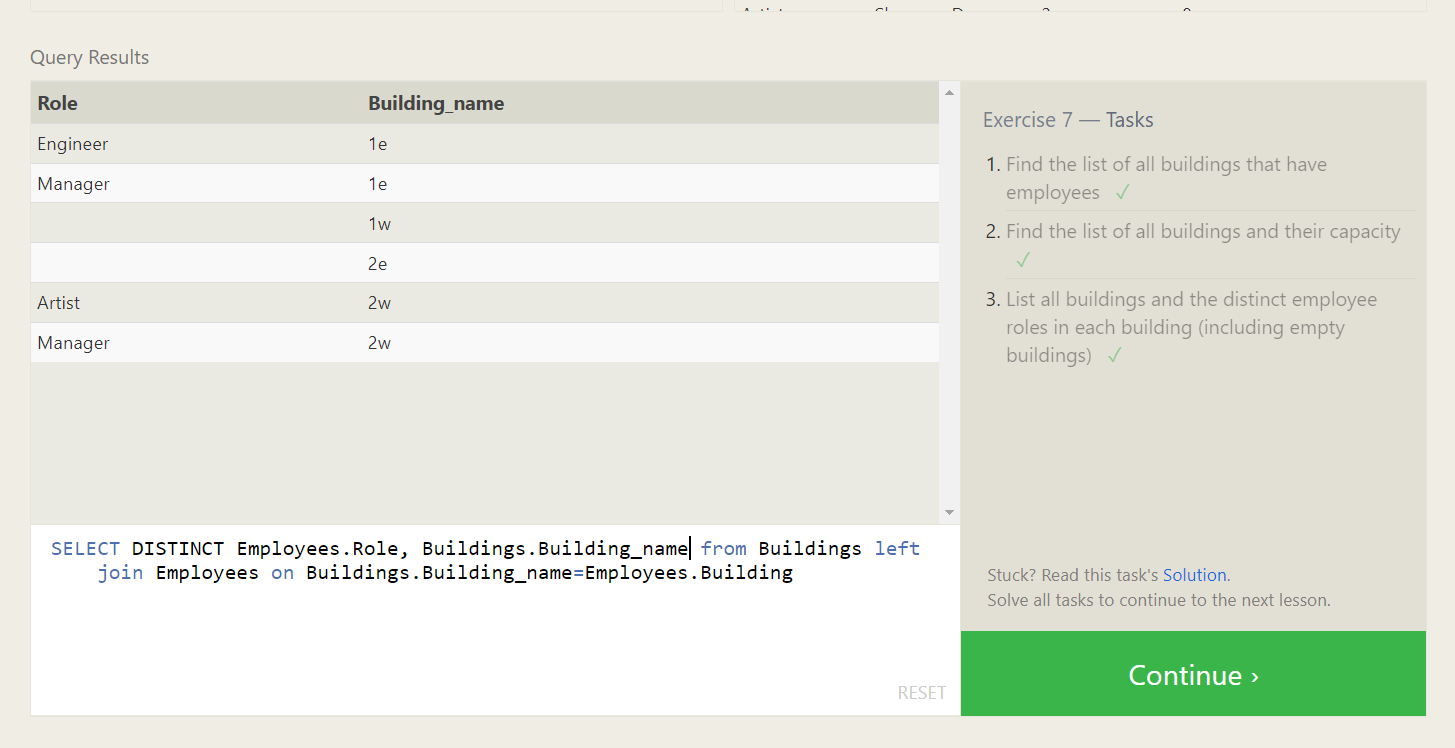 Query Results
Role Building_name
Engineer 1e
Manager 1e
1w
2e
Artist 2w
Manager 2w
SELECT DISTINCT Employees.Role, Buildings.Building_name from Buildings left
join Employees on Buildings.Building_name=Employees.Building
RESET
Exercise 7 — Tasks
1. Find the list of all buildings that have
employees ✓
2. Find the list of all buildings and their capacity
✓
3. List all buildings and the distinct employee
roles in each building (including empty
buildings) ✓
Stuck? Read this task's Solution.
Solve all tasks to continue to the next lesson.
Continue ›